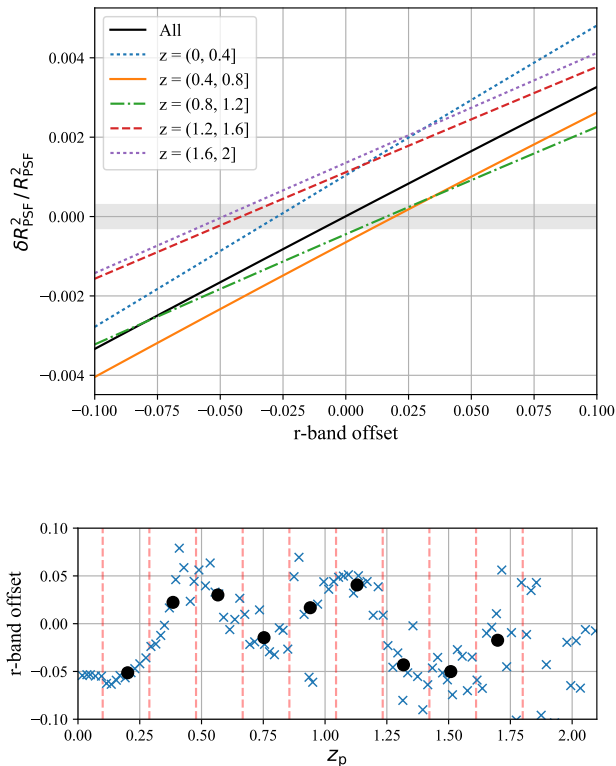 All
z = (0, 0.4]
z = (0.4, 0.8]
z = (0.8, 1.2]
z = (1.2, 1.6]
z = (1.6, 2]
0.004
0.002
0.000
−0.002
−0.004
δR²PSF / R²PSF
−0.100 −0.075 −0.050 −0.025 0.000 0.025 0.050 0.075 0.100
r-band offset
0.10
0.05
0.00
−0.05
−0.10
r-band offset
0.00 0.25 0.50 0.75 1.00 1.25 1.50 1.75 2.00
zp